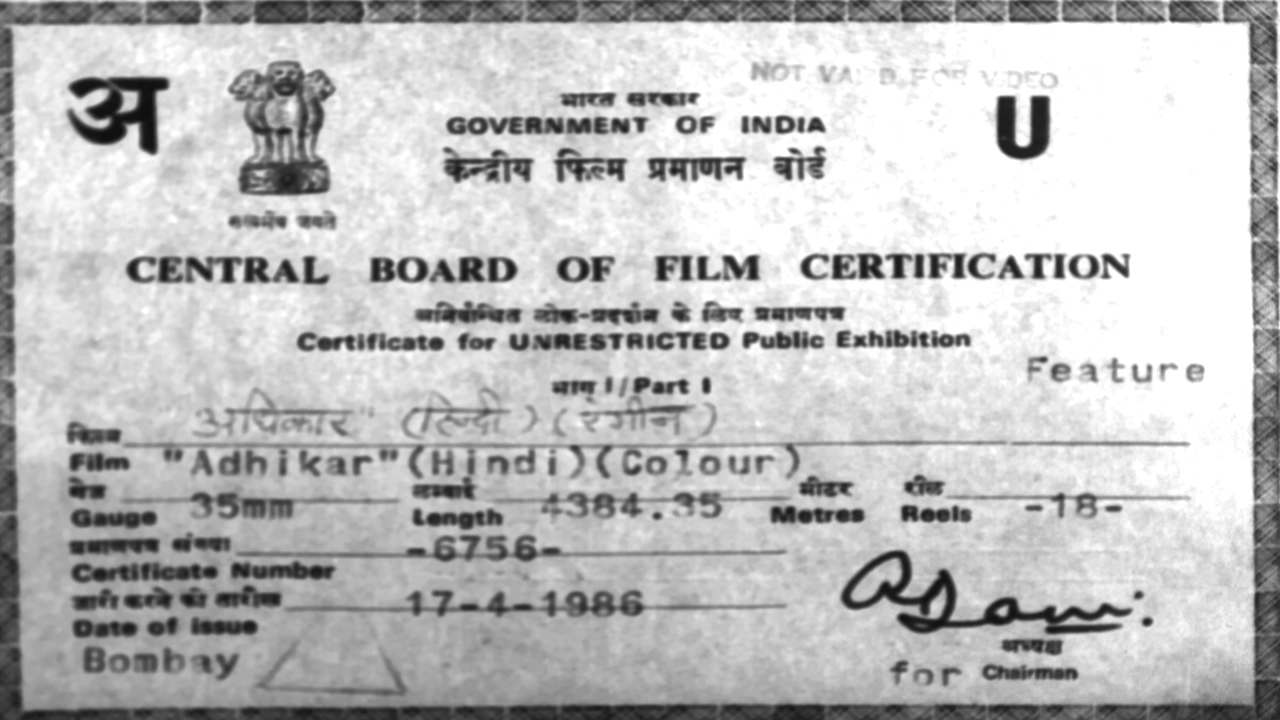 NOT VALID FOR VIDEO
अ
U
भारत सरकार
GOVERNMENT OF INDIA
केन्द्रीय फिल्म प्रमाणन बोर्ड
सत्यमेव जयते
CENTRAL BOARD OF FILM CERTIFICATION
अनिर्बन्धित लोक-प्रदर्शन के लिए प्रमाणपत्र
Certificate for UNRESTRICTED Public Exhibition
Feature
भाग I/Part I
फिल्म अधिकार" (हिन्दी) (रंगीन)
Film "Adhikar"(Hindi)(Colour)
गेज लम्बाई मीटर रील
Gauge 35mm Length 4384.35 Metres Reels -18-
प्रमाणपत्र संख्या -6756-
Certificate Number
जारी करने की तारीख 17-4-1986
Date of issue
Bombay
अध्यक्ष
for Chairman